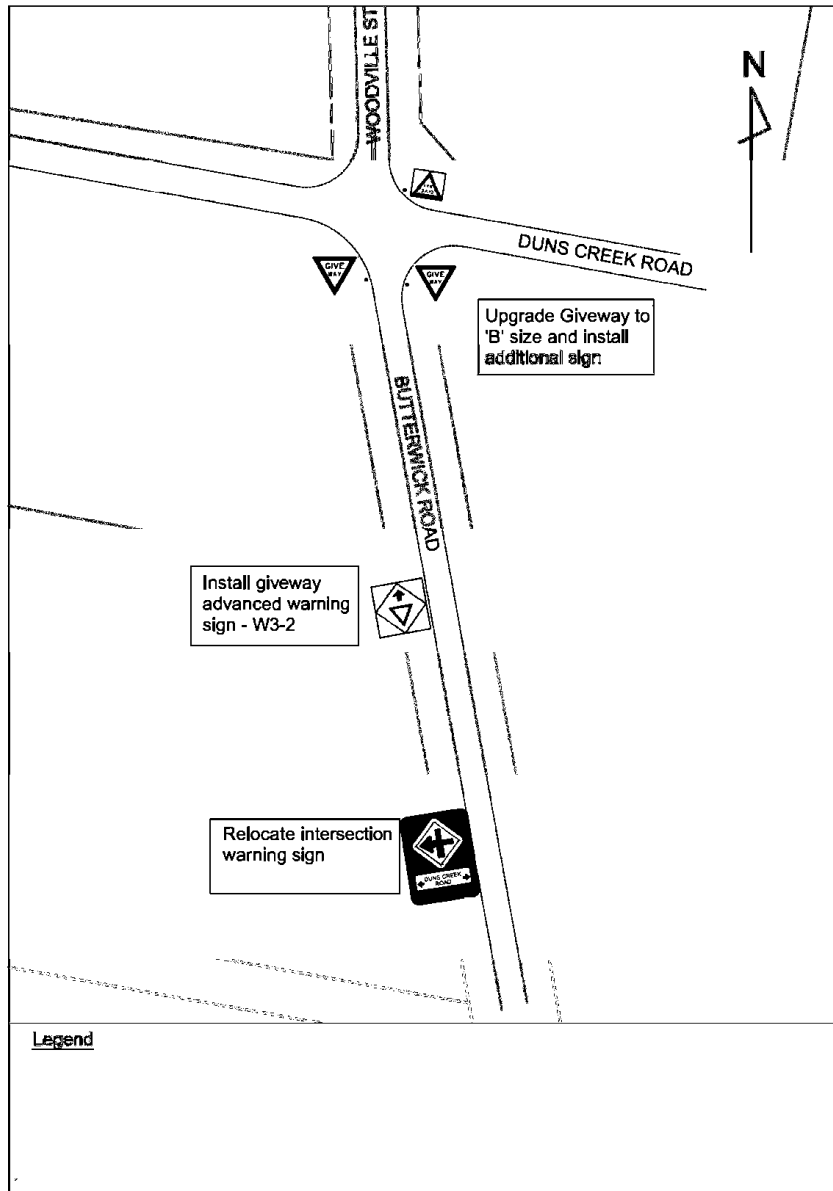 WOODVILLE ST
N
DUNS CREEK ROAD
GIVE
WAY
GIVE
WAY
Upgrade Giveway to
'B' size and install
additional sign
BUTTERWICK ROAD
Install giveway
advanced warning
sign - W3-2
Relocate intersection
warning sign
DUNS CREEK
ROAD
Legend